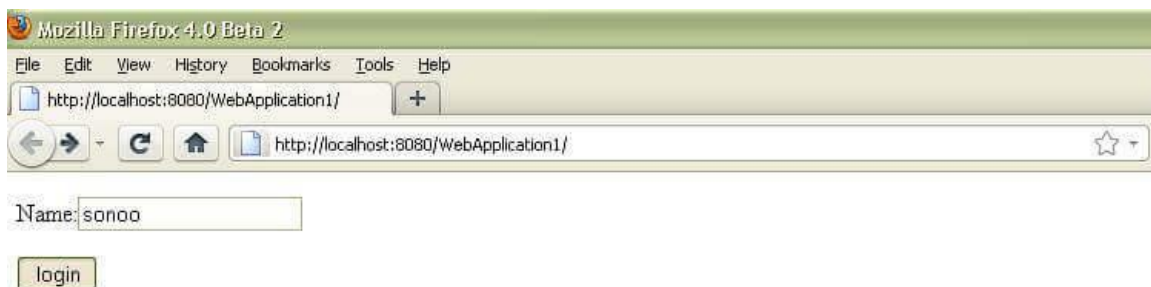 Mozilla Firefox 4.0 Beta 2
File Edit View History Bookmarks Tools Help
http://localhost:8080/WebApplication1/ +
http://localhost:8080/WebApplication1/
Name: sonoo
login